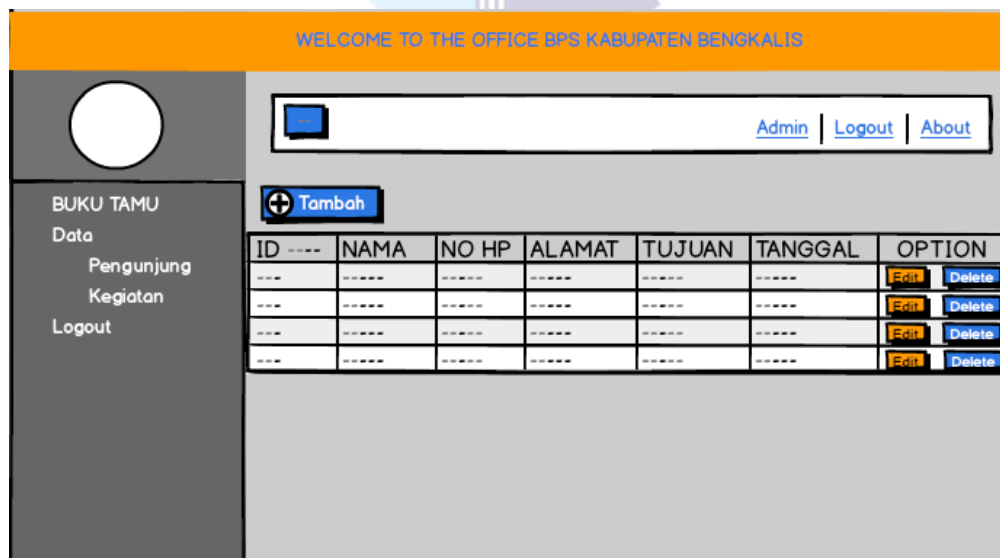 WELCOME TO THE OFFICE BPS KABUPATEN BENGKALIS
--
Admin | Logout | About
BUKU TAMU
Data
Pengunjung
Kegiatan
Logout
Tambah
ID ---- NAMA NO HP ALAMAT TUJUAN TANGGAL OPTION
--- ----- ----- ----- ----- ----- Edit Delete
--- ----- ----- ----- ----- ----- Edit Delete
--- ----- ----- ----- ----- ----- Edit Delete
--- ----- ----- ----- ----- ----- Edit Delete